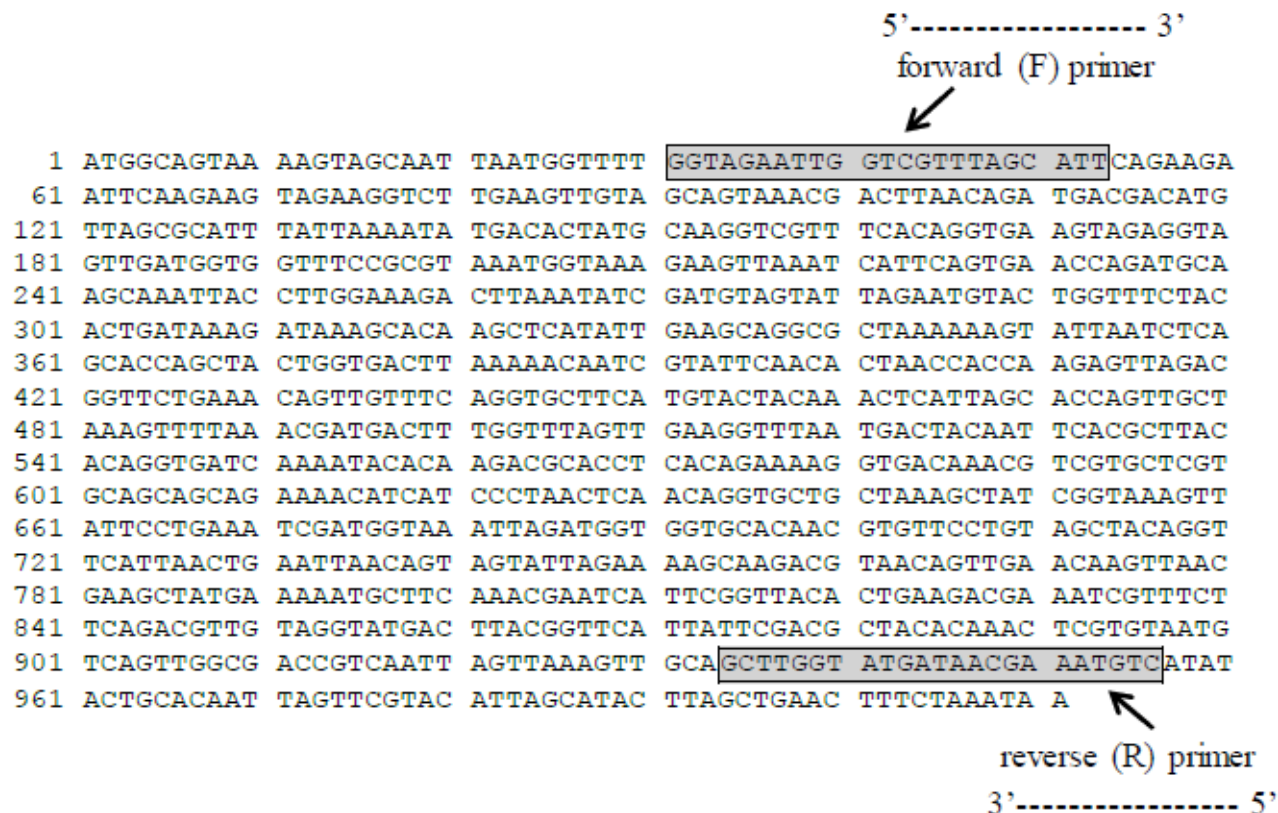 5’------------------ 3’
forward (F) primer
1 ATGGCAGTAA AAGTAGCAAT TAATGGTTTT GGTAGAATTG GTCGTTTAGC ATTCAGAAGA
61 ATTCAAGAAG TAGAAGGTCT TGAAGTTGTA GCAGTAAACG ACTTAACAGA TGACGACATG
121 TTAGCGCATT TATTAAAATA TGACACTATG CAAGGTCGTT TCACAGGTGA AGTAGAGGTA
181 GTTGATGGTG GTTTCCGCGT AAATGGTAAA GAAGTTAAAT CATTCAGTGA ACCAGATGCA
241 AGCAAATTAC CTTGGAAAGA CTTAAATATC GATGTAGTAT TAGAATGTAC TGGTTTCTAC
301 ACTGATAAAG ATAAAGCACA AGCTCATATT GAAGCAGGCG CTAAAAAAGT ATTAATCTCA
361 GCACCAGCTA CTGGTGACTT AAAAACAATC GTATTCAACA CTAACCACCA AGAGTTAGAC
421 GGTTCTGAAA CAGTTGTTTC AGGTGCTTCA TGTACTACAA ACTCATTAGC ACCAGTTGCT
481 AAAGTTTTAA ACGATGACTT TGGTTTAGTT GAAGGTTTAA TGACTACAAT TCACGCTTAC
541 ACAGGTGATC AAAATACACA AGACGCACCT CACAGAAAAG GTGACAAACG TCGTGCTCGT
601 GCAGCAGCAG AAAACATCAT CCCTAACTCA ACAGGTGCTG CTAAAGCTAT CGGTAAAGTT
661 ATTCCTGAAA TCGATGGTAA ATTAGATGGT GGTGCACAAC GTGTTCCTGT AGCTACAGGT
721 TCATTAACTG AATTAACAGT AGTATTAGAA AAGCAAGACG TAACAGTTGA ACAAGTTAAC
781 GAAGCTATGA AAAATGCTTC AAACGAATCA TTCGGTTACA CTGAAGACGA AATCGTTTCT
841 TCAGACGTTG TAGGTATGAC TTACGGTTCA TTATTCGACG CTACACAAAC TCGTGTAATG
901 TCAGTTGGCG ACCGTCAATT AGTTAAAGTT GCAGCTTGGT ATGATAACGA AATGTCATAT
961 ACTGCACAAT TAGTTCGTAC ATTAGCATAC TTAGCTGAAC TTTCTAAATA A
reverse (R) primer
3’----------------- 5’